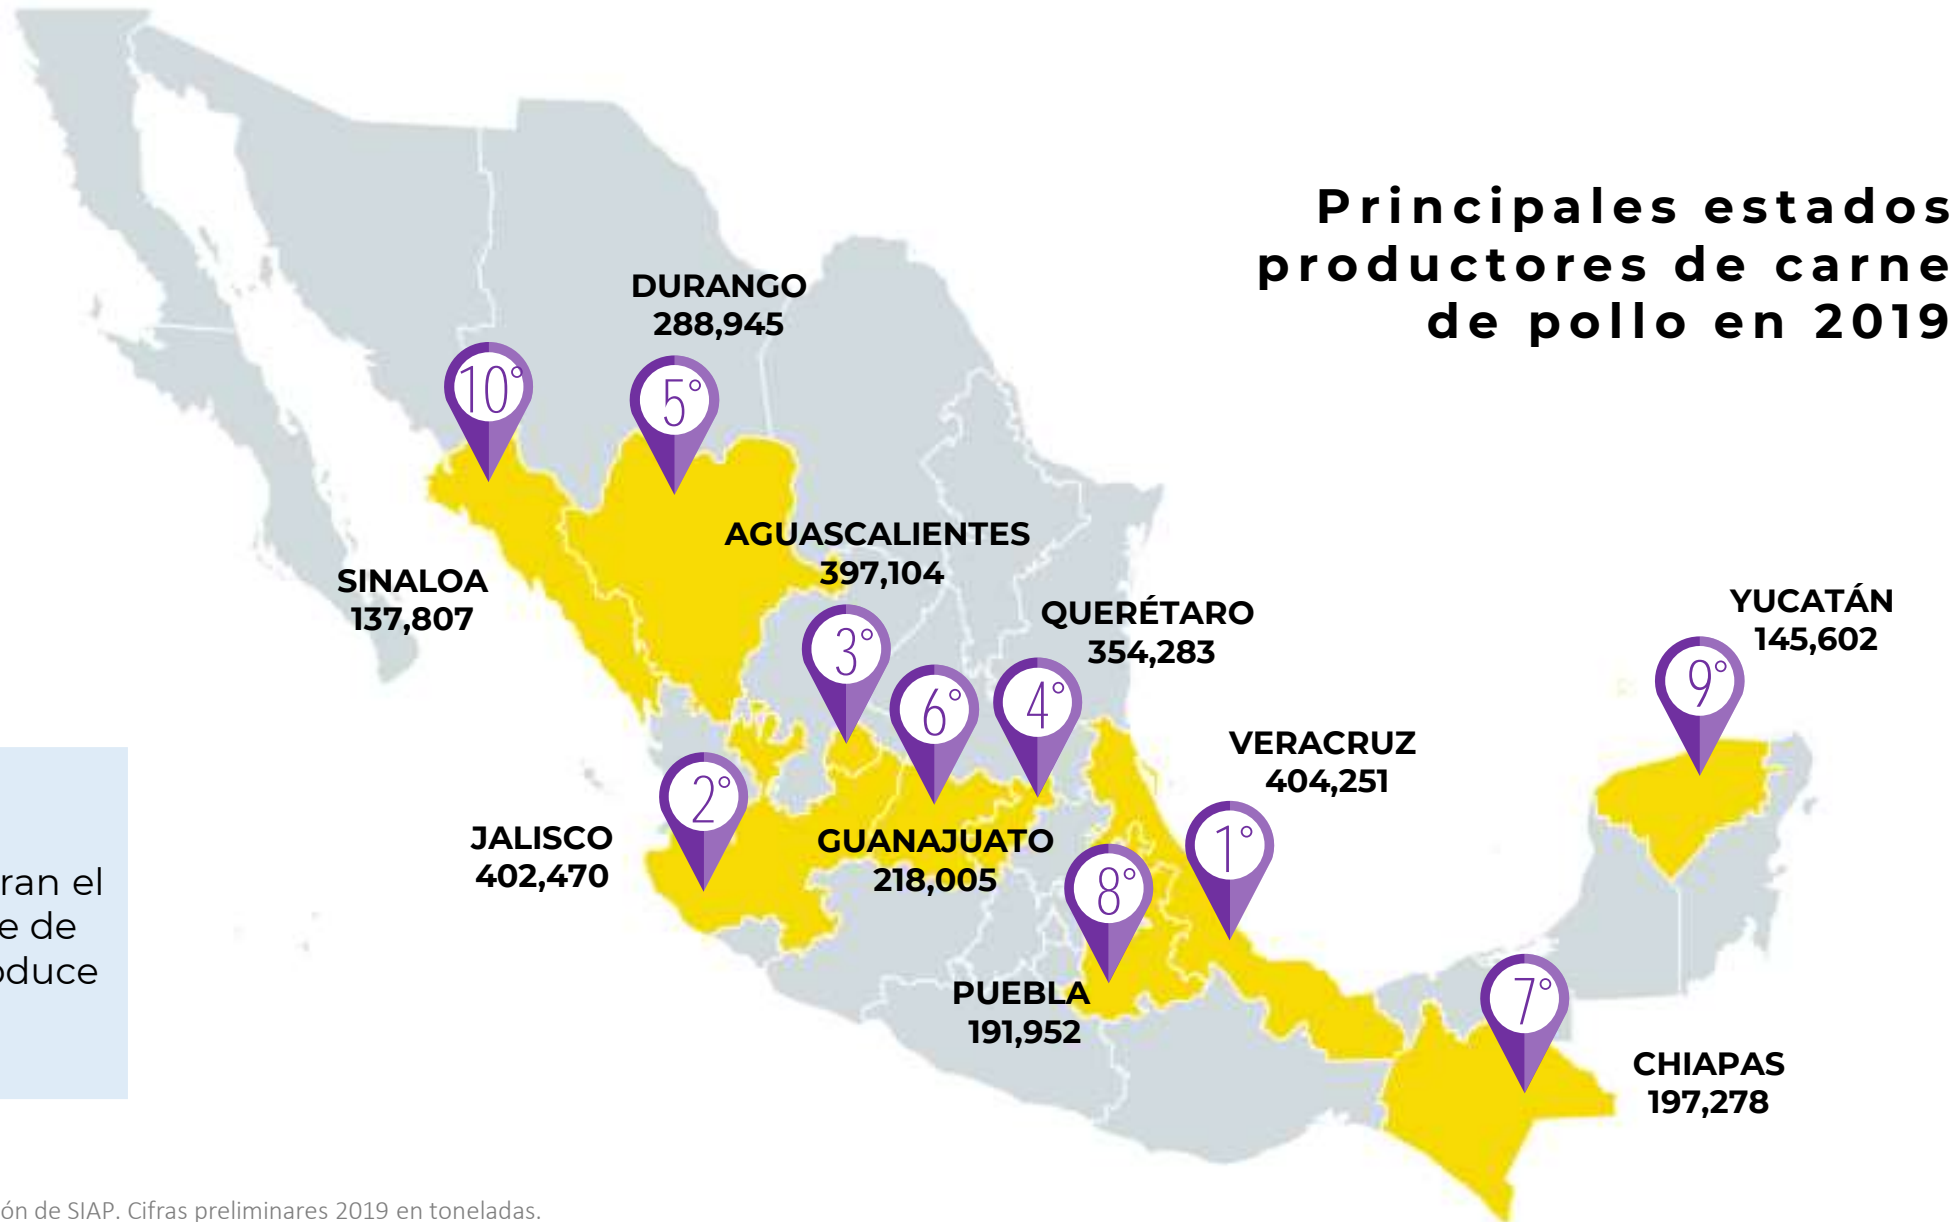 Principales estados
productores de carne
de pollo en 2019
DURANGO
288,945
10°
5°
AGUASCALIENTES
397,104
SINALOA
137,807
QUERÉTARO
354,283
YUCATÁN
145,602
3°
6°
4°
9°
VERACRUZ
404,251
2°
JALISCO
402,470
GUANAJUATO
218,005
1°
8°
ran el
e de
duce
PUEBLA
191,952
7°
CHIAPAS
197,278
ón de SIAP. Cifras preliminares 2019 en toneladas.